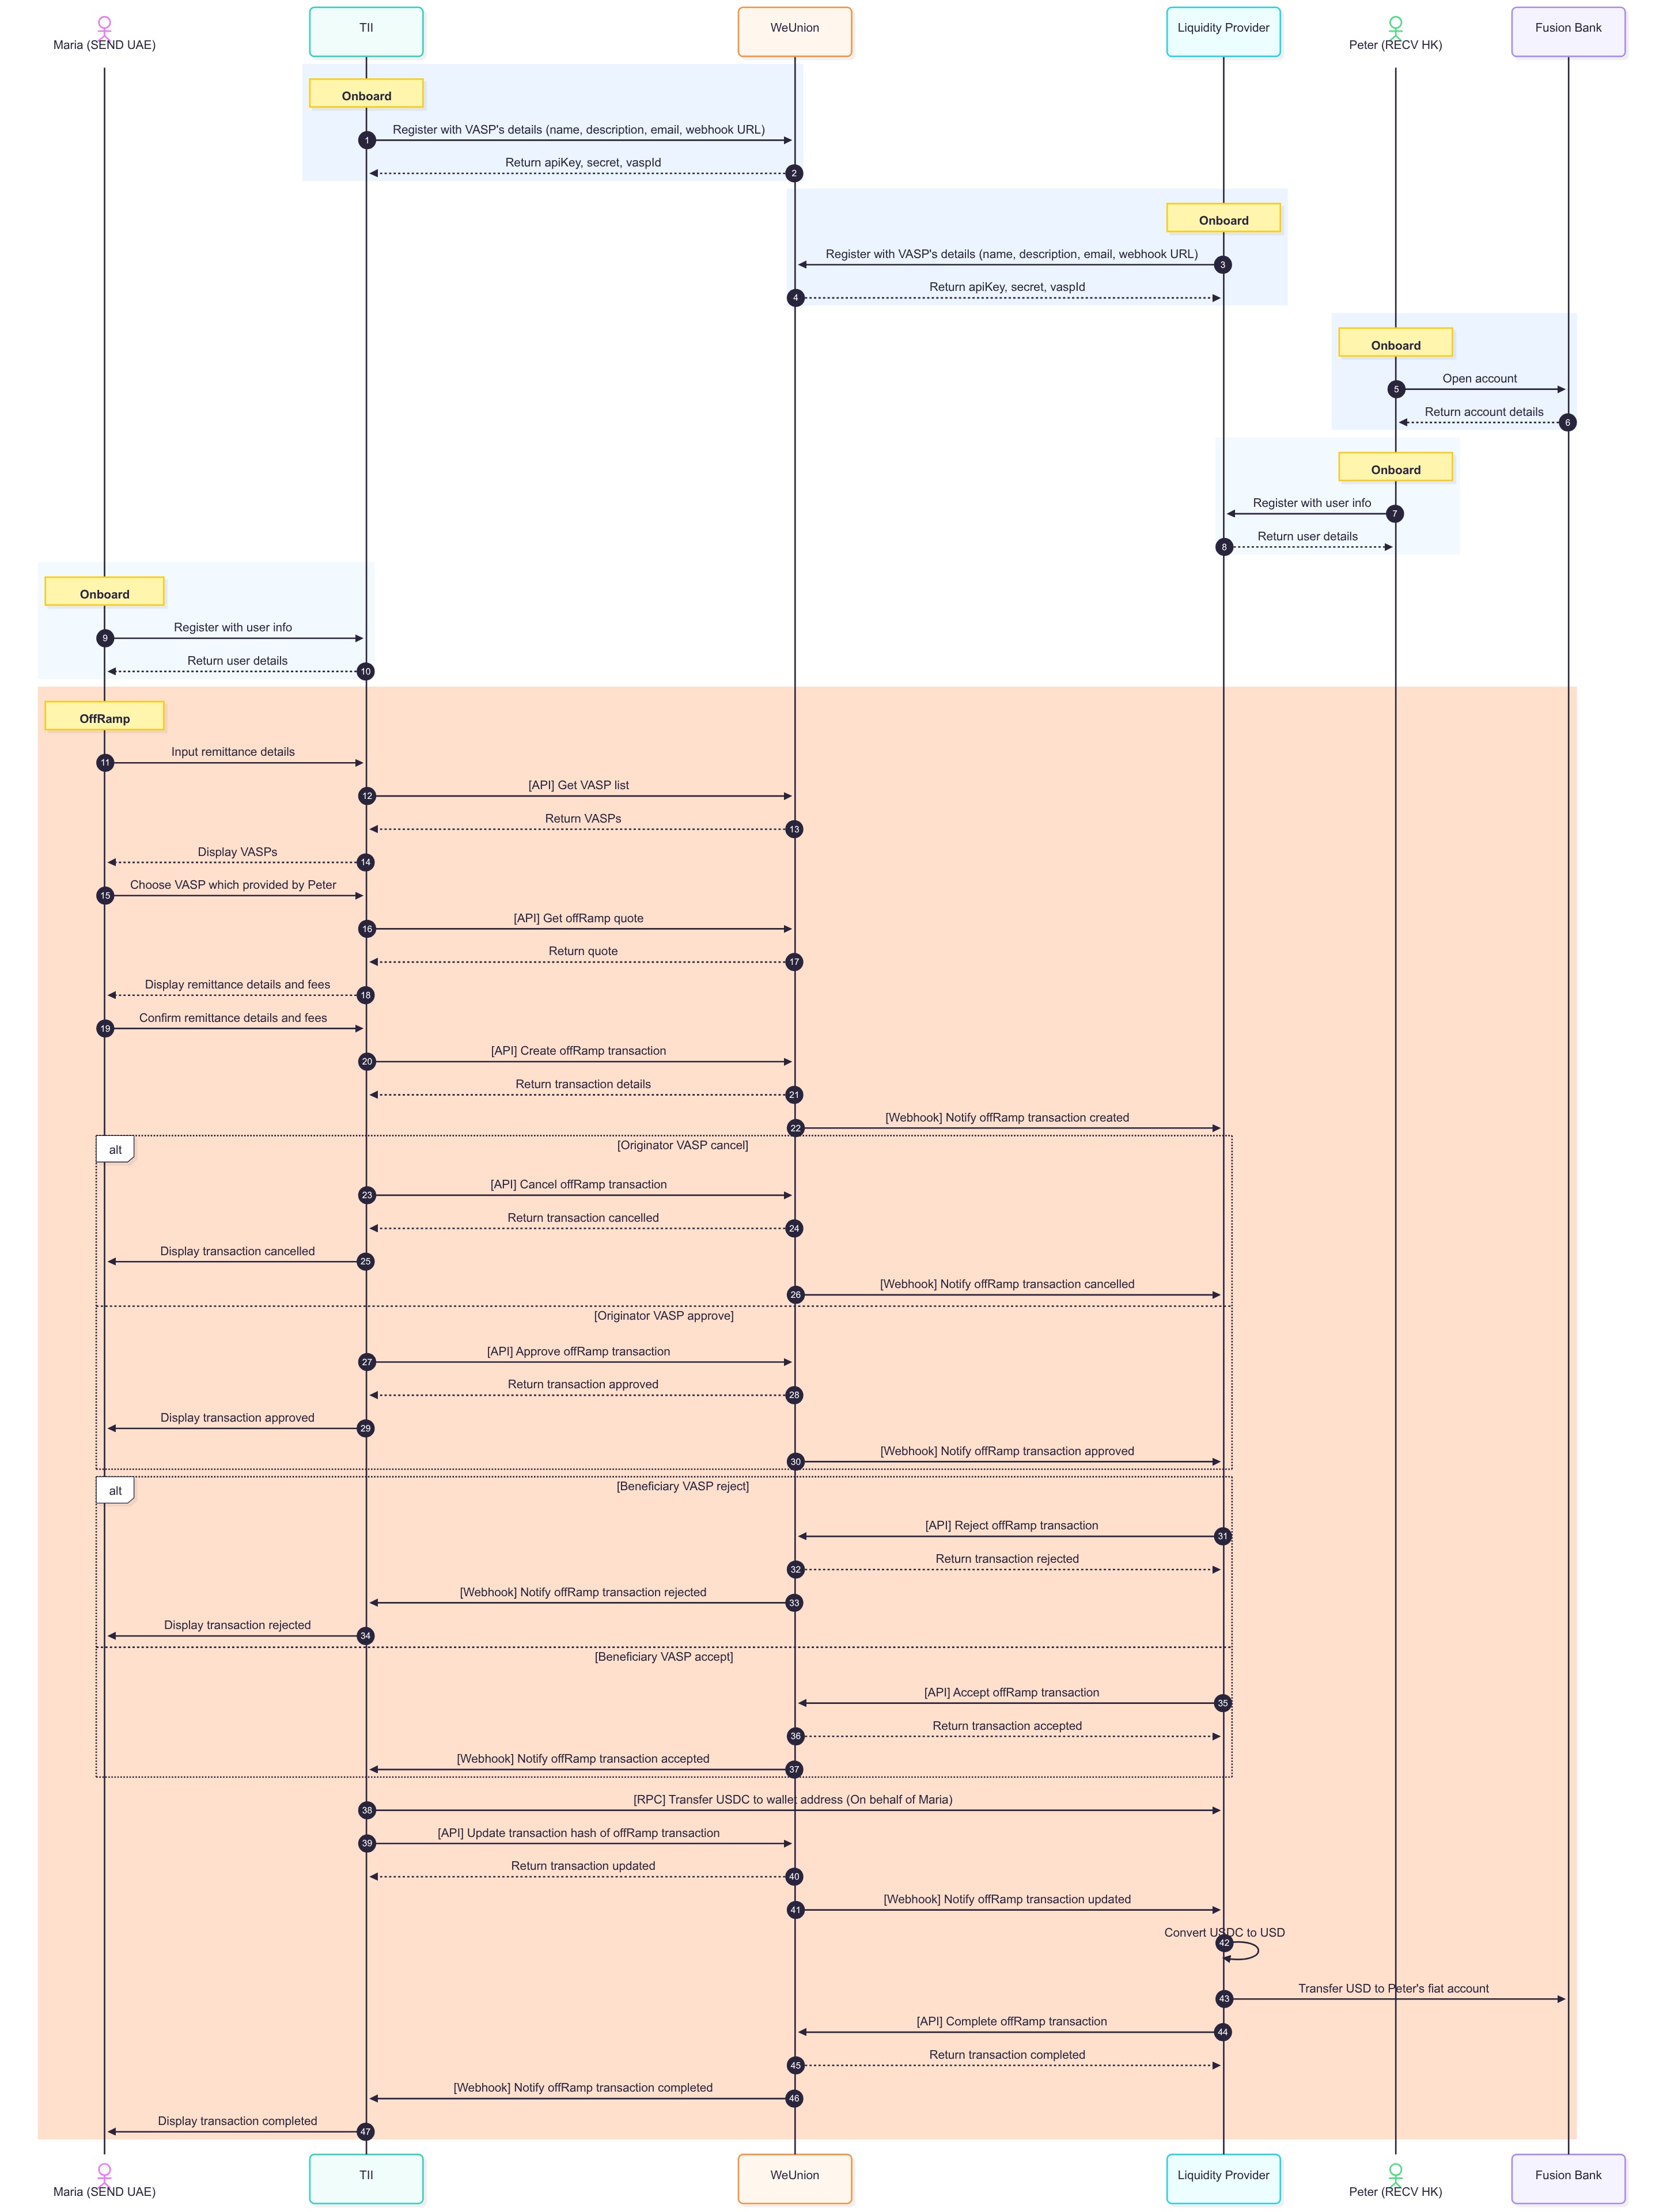 Maria (SEND UAE)
TII
WeUnion
Liquidity Provider
Peter (RECV HK)
Fusion Bank
Onboard
1
Register with VASP's details (name, description, email, webhook URL)
Return apiKey, secret, vaspId
2
Onboard
Register with VASP's details (name, description, email, webhook URL)
3
4
Return apiKey, secret, vaspId
Onboard
5
Open account
Return account details
6
Onboard
Register with user info
7
8
Return user details
Onboard
9
Register with user info
Return user details
10
OffRamp
11
Input remittance details
12
[API] Get VASP list
Return VASPs
13
Display VASPs
14
15
Choose VASP which provided by Peter
16
[API] Get offRamp quote
Return quote
17
Display remittance details and fees
18
19
Confirm remittance details and fees
20
[API] Create offRamp transaction
Return transaction details
21
22
[Webhook] Notify offRamp transaction created
alt
[Originator VASP cancel]
23
[API] Cancel offRamp transaction
Return transaction cancelled
24
Display transaction cancelled
25
26
[Webhook] Notify offRamp transaction cancelled
[Originator VASP approve]
27
[API] Approve offRamp transaction
Return transaction approved
28
Display transaction approved
29
30
[Webhook] Notify offRamp transaction approved
alt
[Beneficiary VASP reject]
[API] Reject offRamp transaction
31
32
Return transaction rejected
[Webhook] Notify offRamp transaction rejected
33
Display transaction rejected
34
[Beneficiary VASP accept]
[API] Accept offRamp transaction
35
36
Return transaction accepted
[Webhook] Notify offRamp transaction accepted
37
38
[RPC] Transfer USDC to wallet address (On behalf of Maria)
39
[API] Update transaction hash of offRamp transaction
Return transaction updated
40
41
[Webhook] Notify offRamp transaction updated
Convert USDC to USD
42
43
Transfer USD to Peter's fiat account
[API] Complete offRamp transaction
44
45
Return transaction completed
[Webhook] Notify offRamp transaction completed
46
Display transaction completed
47
Maria (SEND UAE)
TII
WeUnion
Liquidity Provider
Peter (RECV HK)
Fusion Bank